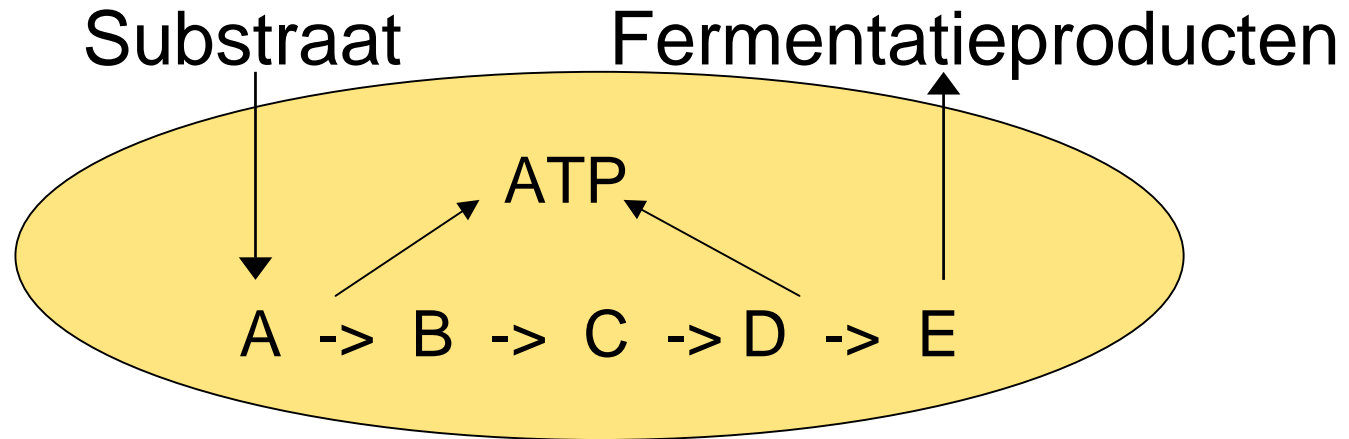 Substraat Fermentatieproducten
ATP
A -> B -> C -> D -> E